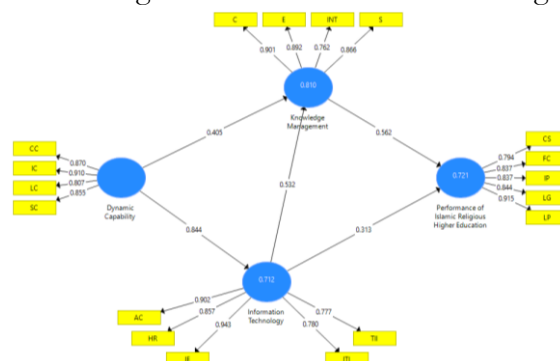 C E INT S
0.901 0.892 0.762 0.866
0.810
Knowledge
Management
0.405
0.562
CC
IC
LC
SC
0.870
0.910
0.807
0.855
Dynamic
Capability
0.532
CS
FC
IP
LG
LP
0.794
0.837
0.837
0.844
0.915
0.721
Performance of
Islamic Religious
Higher Education
0.844
0.313
0.712
Information
Technology
AC
HR
0.902
0.857
0.943
0.780
0.777
TII